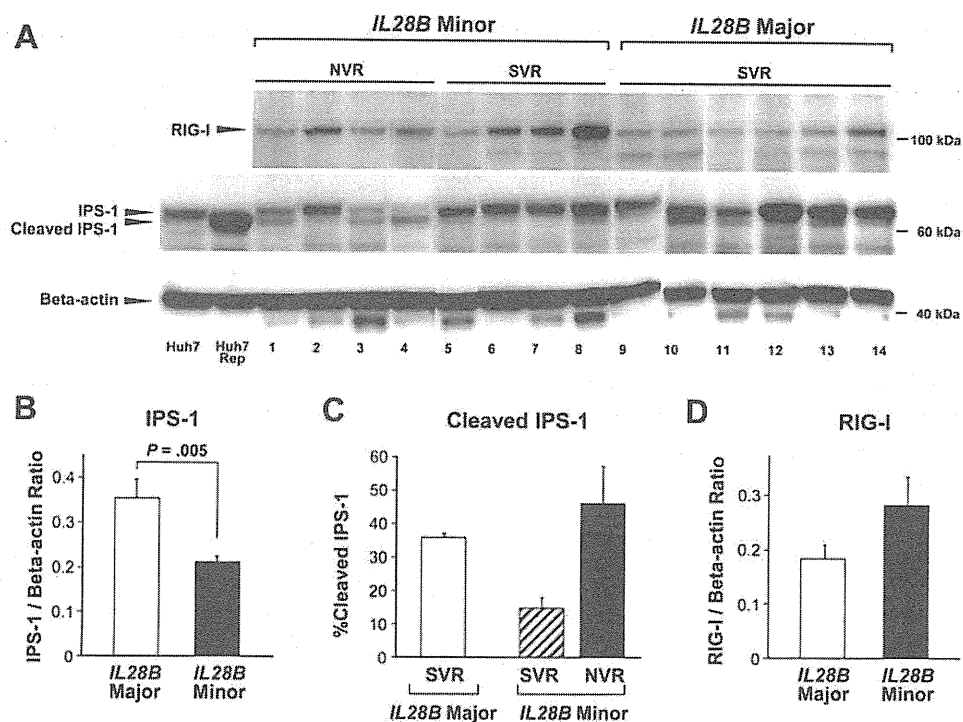 A
IL28B Minor IL28B Major
NVR SVR SVR
RIG-I
100 kDa
IPS-1
Cleaved IPS-1
60 kDa
Beta-actin
40 kDa
Huh7 Huh7 Rep 1 2 3 4 5 6 7 8 9 10 11 12 13 14
B
IPS-1
P = .005
IPS-1 / Beta-actin Ratio
0.4
0.3
0.2
0.1
0
IL28B Major
IL28B Minor
C
Cleaved IPS-1
%Cleaved IPS-1
60
50
40
30
20
10
0
SVR SVR NVR
IL28B Major IL28B Minor
D
RIG-I
RIG-I / Beta-actin Ratio
0.3
0.2
0.1
0
IL28B Major
IL28B Minor